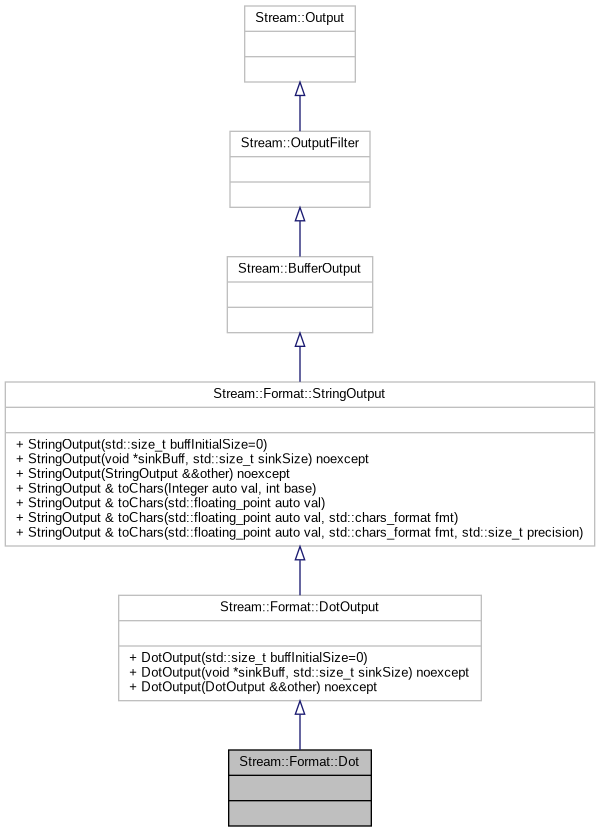 Stream::Output
Stream::OutputFilter
Stream::BufferOutput
Stream::Format::StringOutput
+ StringOutput(std::size_t buffInitialSize=0)
+ StringOutput(void *sinkBuff, std::size_t sinkSize) noexcept
+ StringOutput(StringOutput &&other) noexcept
+ StringOutput & toChars(Integer auto val, int base)
+ StringOutput & toChars(std::floating_point auto val)
+ StringOutput & toChars(std::floating_point auto val, std::chars_format fmt)
+ StringOutput & toChars(std::floating_point auto val, std::chars_format fmt, std::size_t precision)
Stream::Format::DotOutput
+ DotOutput(std::size_t buffInitialSize=0)
+ DotOutput(void *sinkBuff, std::size_t sinkSize) noexcept
+ DotOutput(DotOutput &&other) noexcept
Stream::Format::Dot